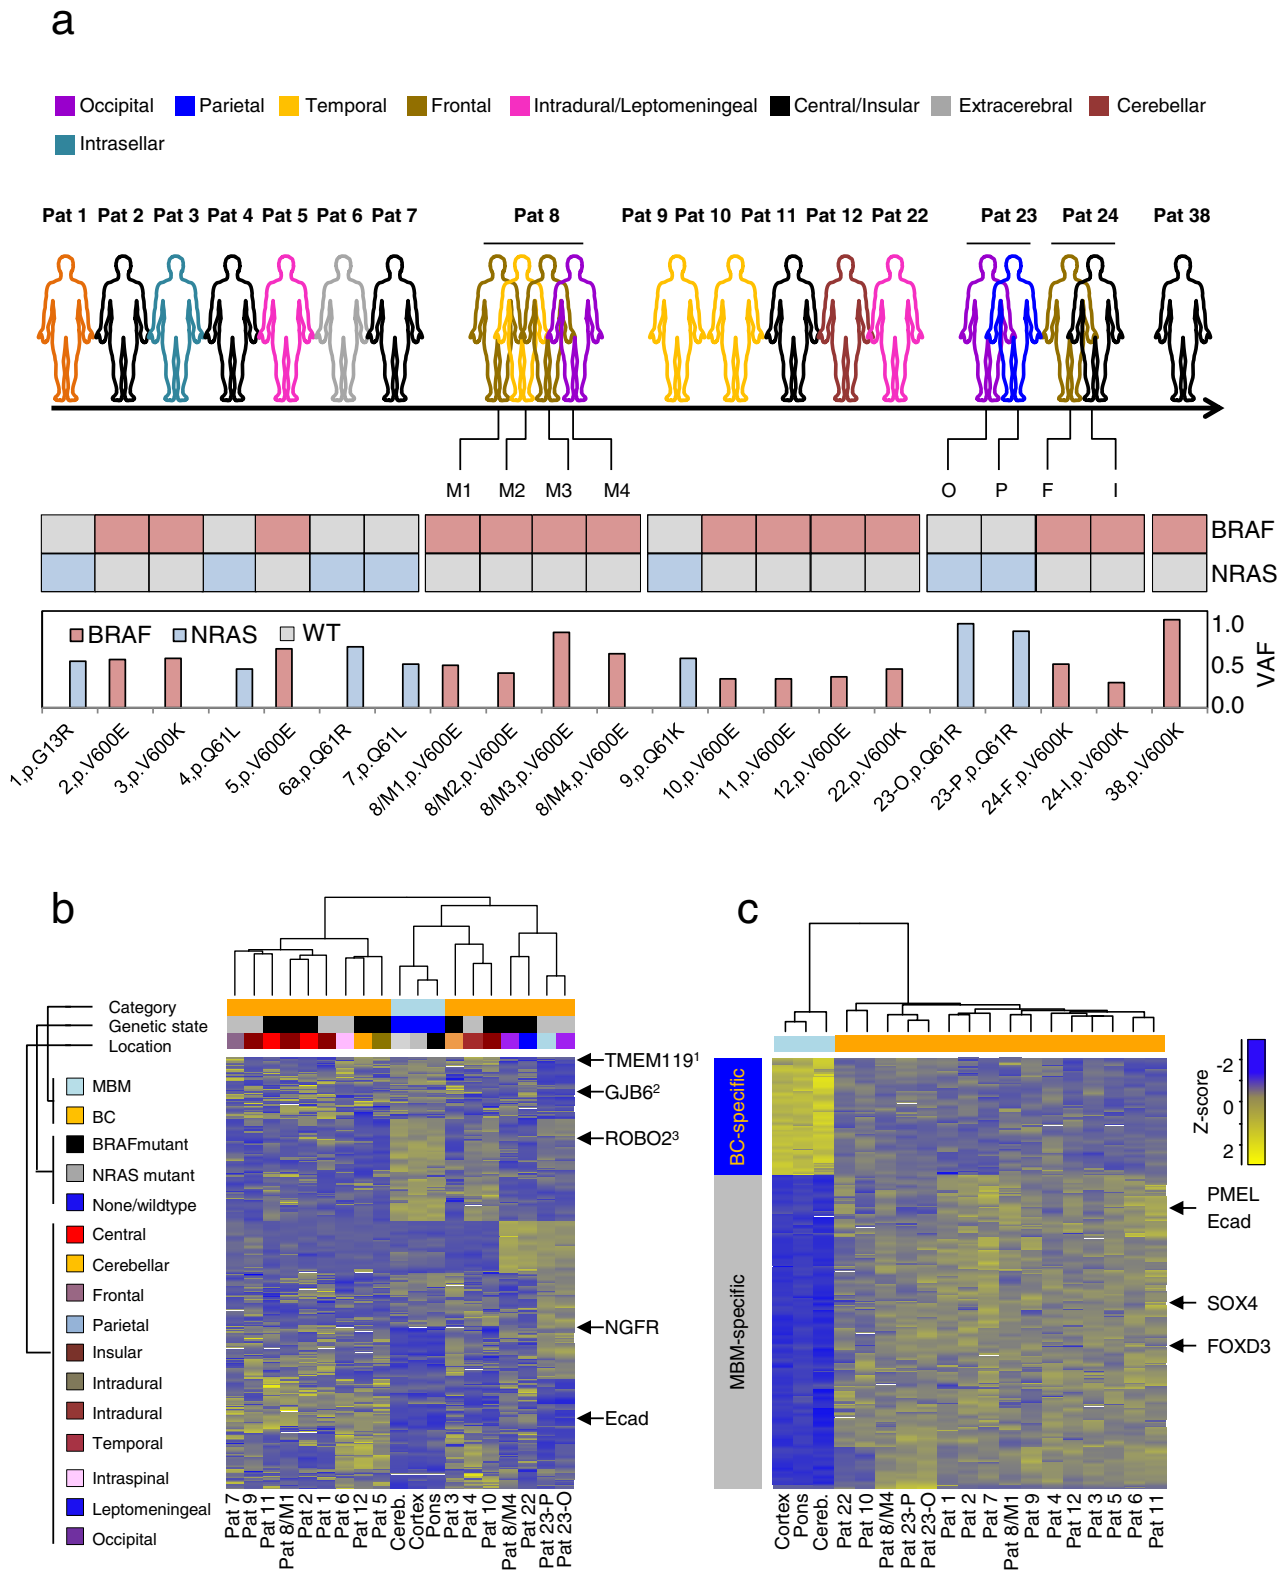 a
Occipital Parietal Temporal Frontal Intradural/Leptomeningeal Central/Insular Extracerebral Cerebellar
Intrasellar
Pat 1 Pat 2 Pat 3 Pat 4 Pat 5 Pat 6 Pat 7 Pat 8 Pat 9 Pat 10 Pat 11 Pat 12 Pat 22 Pat 23 Pat 24 Pat 38
M1 M2 M3 M4 O P F I
BRAF
NRAS
BRAF NRAS WT
1.0
0.5
0.0
VAF
1,p.G13R
2,p.V600E
3,p.V600K
4,p.Q61L
5,p.V600E
6a,p.Q61R
7,p.Q61L
8/M1,p.V600E
8/M2,p.V600E
8/M3,p.V600E
8/M4,p.V600E
9,p.Q61K
10,p.V600E
11,p.V600E
12,p.V600E
22,p.V600K
23-O,p.Q61R
23-P,p.Q61R
24-F,p.V600K
24-I,p.V600K
38,p.V600K
b
Category
Genetic state
Location
MBM
BC
BRAFmutant
NRAS mutant
None/wildtype
Central
Cerebellar
Frontal
Parietal
Insular
Intradural
Intradural
Temporal
Intraspinal
Leptomeningeal
Occipital
TMEM119¹
GJB6²
ROBO2³
NGFR
Ecad
Pat 7
Pat 9
Pat 11
Pat 8/M1
Pat 2
Pat 1
Pat 6
Pat 12
Pat 5
Cereb.
Cortex
Pons
Pat 3
Pat 4
Pat 10
Pat 8/M4
Pat 22
Pat 23-P
Pat 23-O
c
BC-specific
MBM-specific
Z-score
-2
0
2
PMEL
Ecad
SOX4
FOXD3
Cortex
Pons
Cereb.
Pat 22
Pat 10
Pat 8/M4
Pat 23-P
Pat 23-O
Pat 1
Pat 2
Pat 7
Pat 8/M1
Pat 9
Pat 4
Pat 12
Pat 3
Pat 5
Pat 6
Pat 11